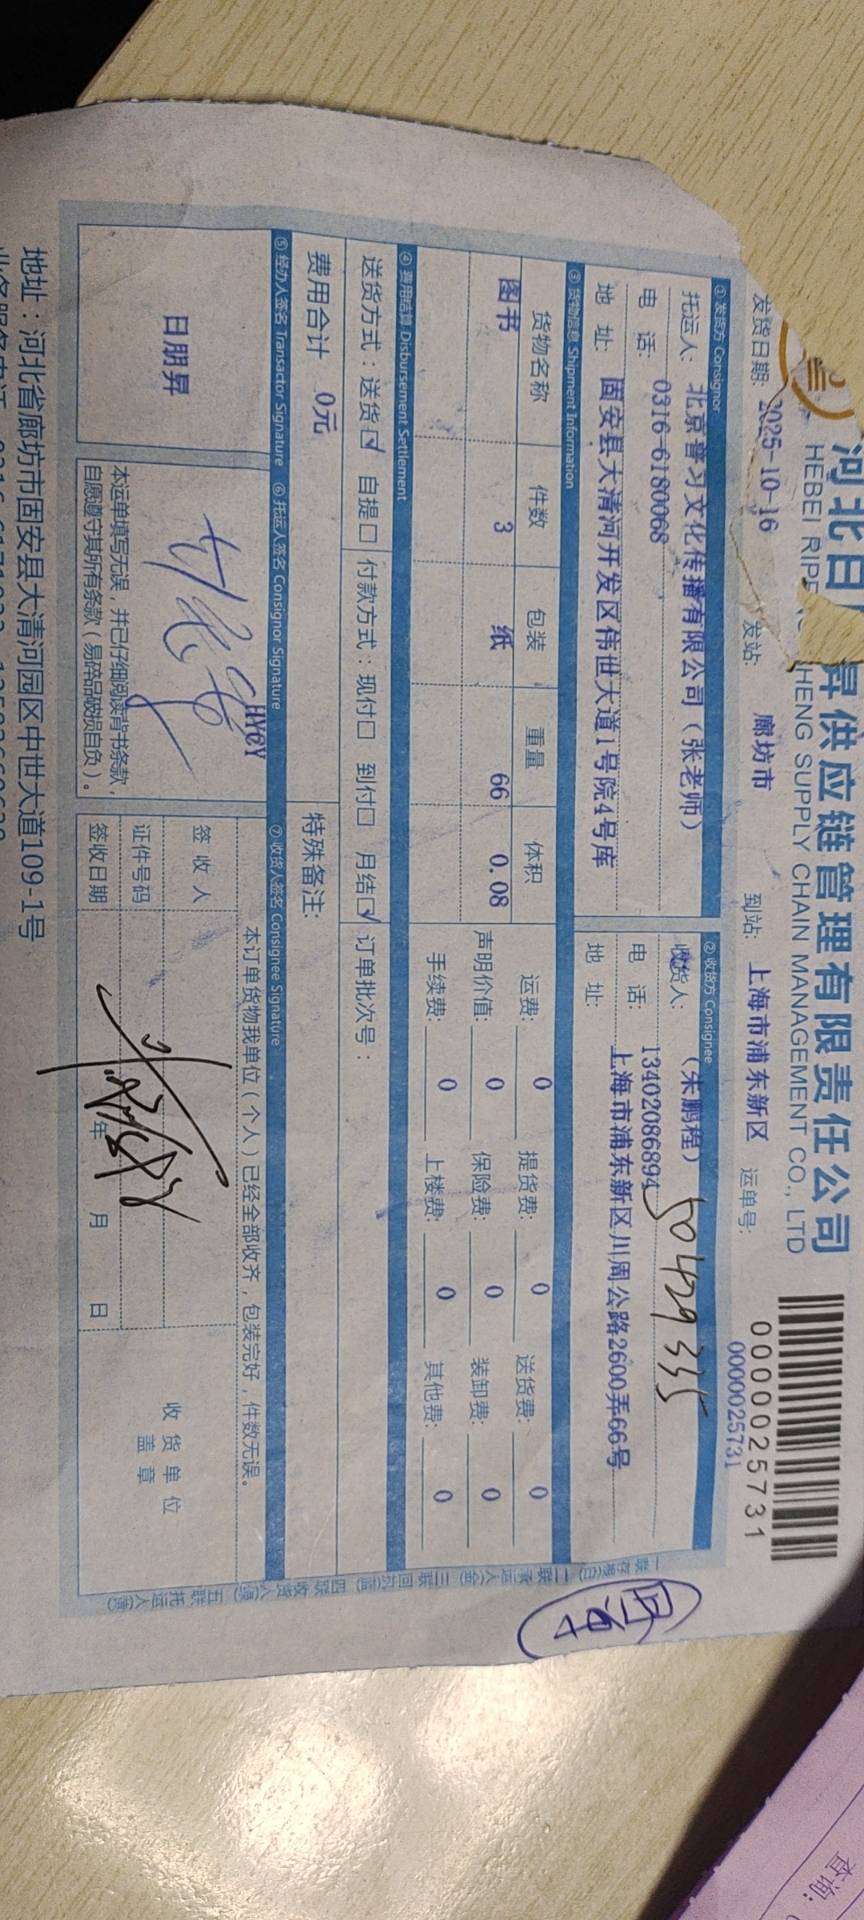 河北日 昇供应链管理有限责任公司
HEBEI RIPE SHENG SUPPLY CHAIN MANAGEMENT CO., LTD
0000025731
发货日期: 2025-10-16 发站: 廊坊市 到站: 上海市浦东新区 运单号: 0000025731
① 发货方 Consignor ② 收货方 Consignee
托运人: 北京普习文化传播有限公司（张老师） 收货人: （朱鹏程）
电 话: 0316-6180068 电 话: 13402086894 50429335
地 址: 固安县大清河开发区伟世大道1号院4号库 地 址: 上海市浦东新区川周公路2600弄66号
③ 货物信息 Shipment Information
货物名称 件数 包装 重量 体积 运费: 0 提货费: 0 送货费: 0
图书 3 纸 66 0.08 声明价值: 0 保险费: 0 装卸费: 0
手续费: 0 上楼费: 0 其他费: 0
④ 费用结算 Disbursement Settlement
送货方式：送货☑ 自提□ 付款方式：现付□ 到付□ 月结☑ 订单批次号：
费用合计 0元 特殊备注:
⑤ 经办人签名 Transactor Signature ⑥ 托运人签名 Consignor Signature ⑦ 收货人签名 Consignee Signature
日朋昇
本订单货物我单位（个人）已经全部收齐，包装完好，件数无误。
签 收 人
证件号码
签收日期 年 月 日
收货单位
盖 章
本运单填写无误，并已仔细阅读背书条款，
自愿遵守其所有条款（易碎品破损自负）。
地址：河北省廊坊市固安县大清河园区中世大道109-1号
查询：